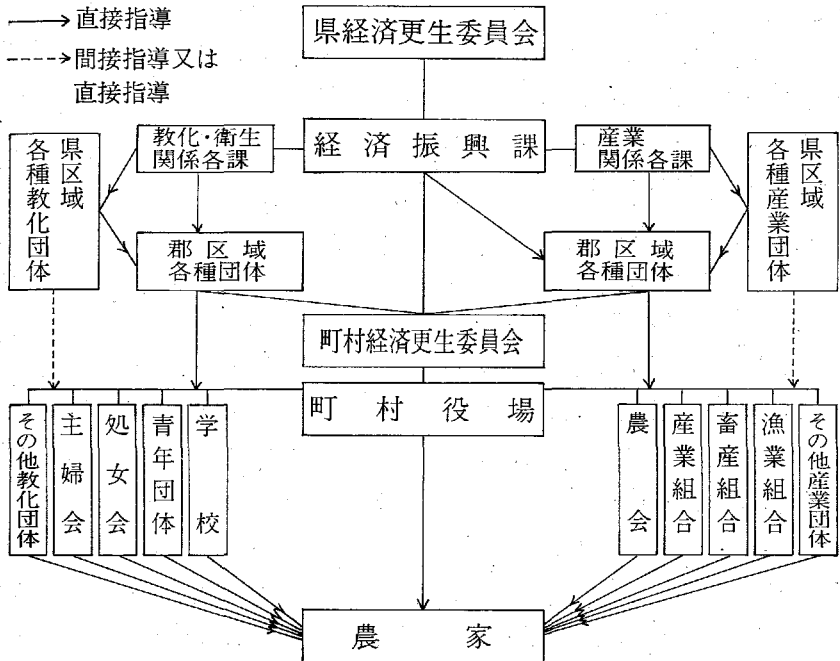 直接指導
間接指導又は
直接指導
県経済更生委員会
教化・衛生
関係各課
経済振興課
産業
関係各課
県区域
各種教化団体
県区域
各種産業団体
郡区域
各種団体
郡区域
各種団体
町村経済更生委員会
町村役場
その他教化団体
主婦会
処女会
青年団体
学校
農会
産業組合
畜産組合
漁業組合
その他産業団体
農家